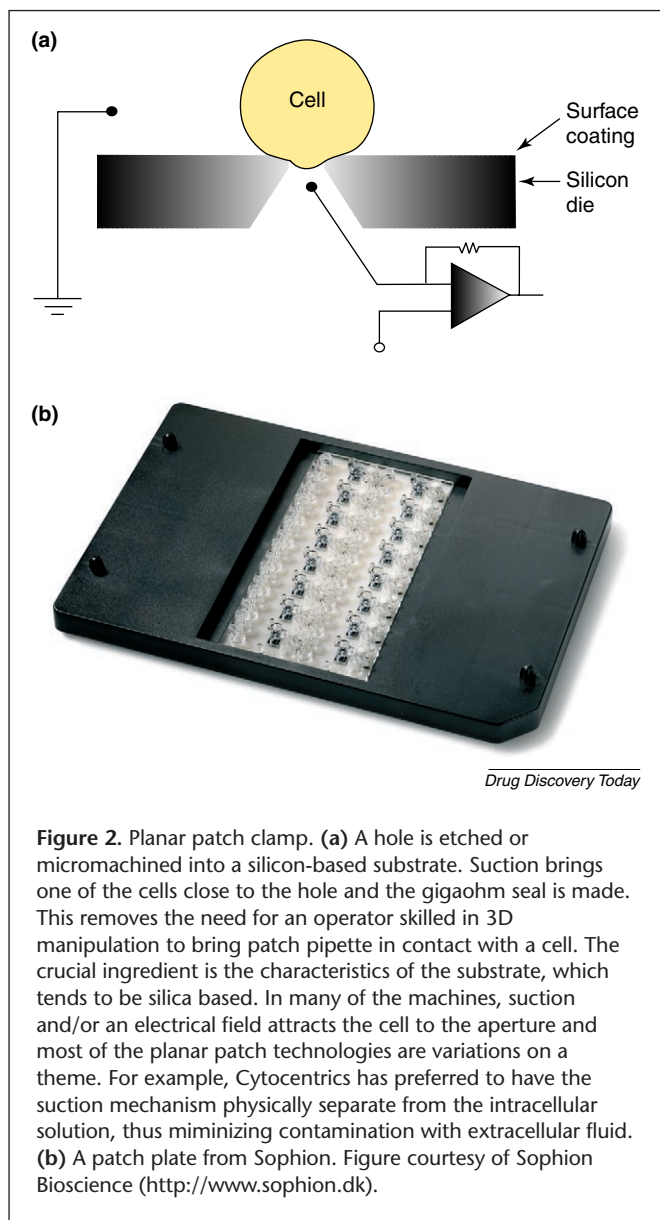 (a)
Cell
Surface
coating
Silicon
die
(b)
Drug Discovery Today
Figure 2. Planar patch clamp. (a) A hole is etched or
micromachined into a silicon-based substrate. Suction brings
one of the cells close to the hole and the gigaohm seal is made.
This removes the need for an operator skilled in 3D
manipulation to bring patch pipette in contact with a cell. The
crucial ingredient is the characteristics of the substrate, which
tends to be silica based. In many of the machines, suction
and/or an electrical field attracts the cell to the aperture and
most of the planar patch technologies are variations on a
theme. For example, Cytocentrics has preferred to have the
suction mechanism physically separate from the intracellular
solution, thus miminizing contamination with extracellular fluid.
(b) A patch plate from Sophion. Figure courtesy of Sophion
Bioscience (http://www.sophion.dk).